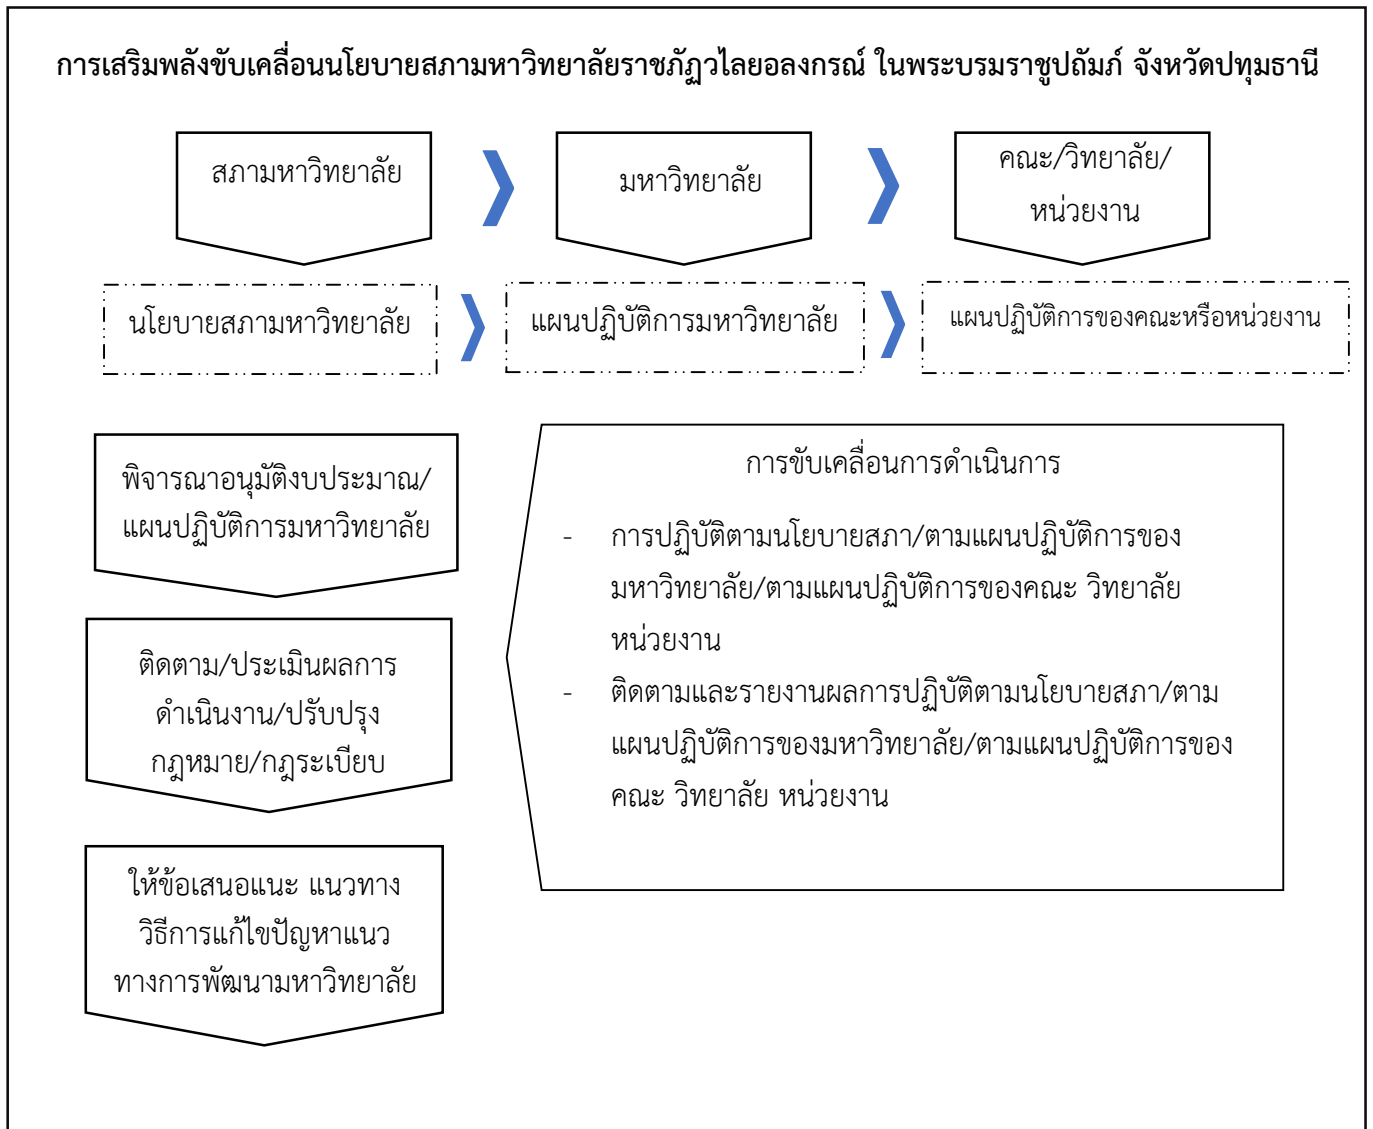 การเสริมพลังขับเคลื่อนนโยบายสภามหาวิทยาลัยราชภัฏวไลยอลงกรณ์ ในพระบรมราชูปถัมภ์ จังหวัดปทุมธานี
สภามหาวิทยาลัย
มหาวิทยาลัย
คณะ/วิทยาลัย/
หน่วยงาน
นโยบายสภามหาวิทยาลัย
แผนปฏิบัติการมหาวิทยาลัย
แผนปฏิบัติการของคณะหรือหน่วยงาน
พิจารณาอนุมัติงบประมาณ/
แผนปฏิบัติการมหาวิทยาลัย
ติดตาม/ประเมินผลการ
ดำเนินงาน/ปรับปรุง
กฎหมาย/กฎระเบียบ
ให้ข้อเสนอแนะ แนวทาง
วิธีการแก้ไขปัญหาแนว
ทางการพัฒนามหาวิทยาลัย
การขับเคลื่อนการดำเนินการ
- การปฏิบัติตามนโยบายสภา/ตามแผนปฏิบัติการของ
มหาวิทยาลัย/ตามแผนปฏิบัติการของคณะ วิทยาลัย
หน่วยงาน
- ติดตามและรายงานผลการปฏิบัติตามนโยบายสภา/ตาม
แผนปฏิบัติการของมหาวิทยาลัย/ตามแผนปฏิบัติการของ
คณะ วิทยาลัย หน่วยงาน